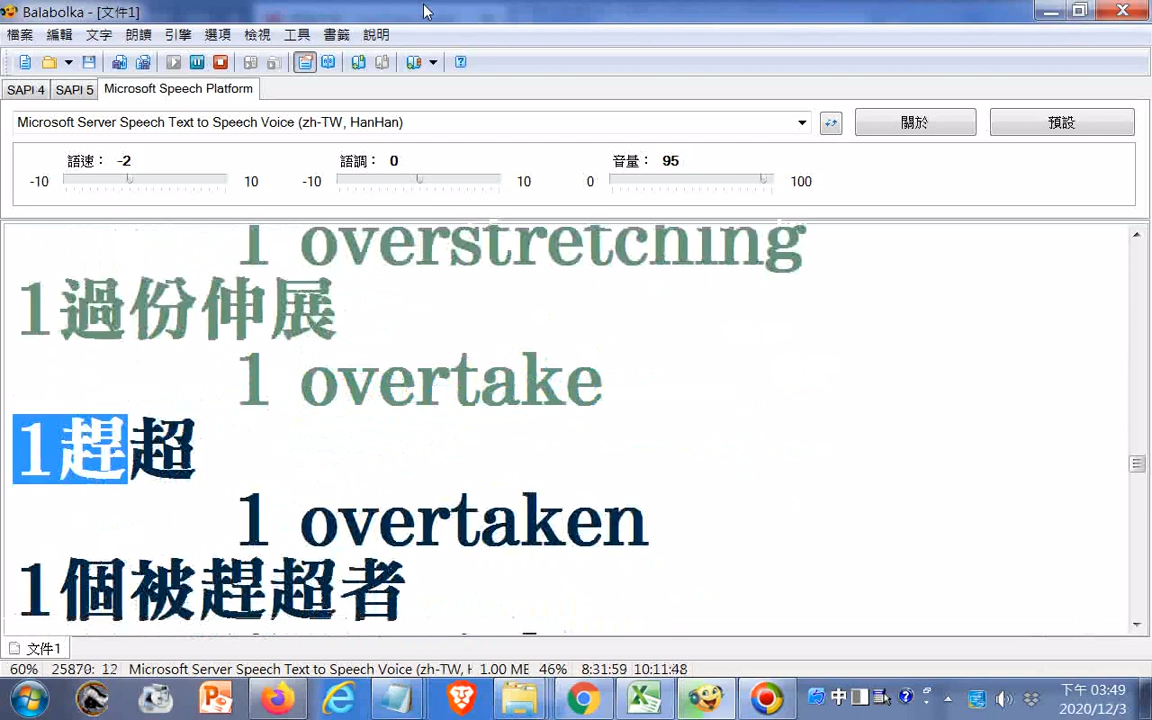 Balabolka - [文件1]
檔案 編輯 文字 朗讀 引擎 選項 檢視 工具 書籤 說明
SAPI 4 SAPI 5 Microsoft Speech Platform
Microsoft Server Speech Text to Speech Voice (zh-TW, HanHan) 關於 預設
語速： -2 語調： 0 音量： 95
-10 10 -10 10 0 100
1 overstretching
1過份伸展
1 overtake
1趕超
1 overtaken
1個被趕超者
文件1
60% 25870: 12 Microsoft Server Speech Text to Speech Voice (zh-TW, H 1.00 ME 46% 8:31:59 10:11:48
中 下午 03:49
2020/12/3